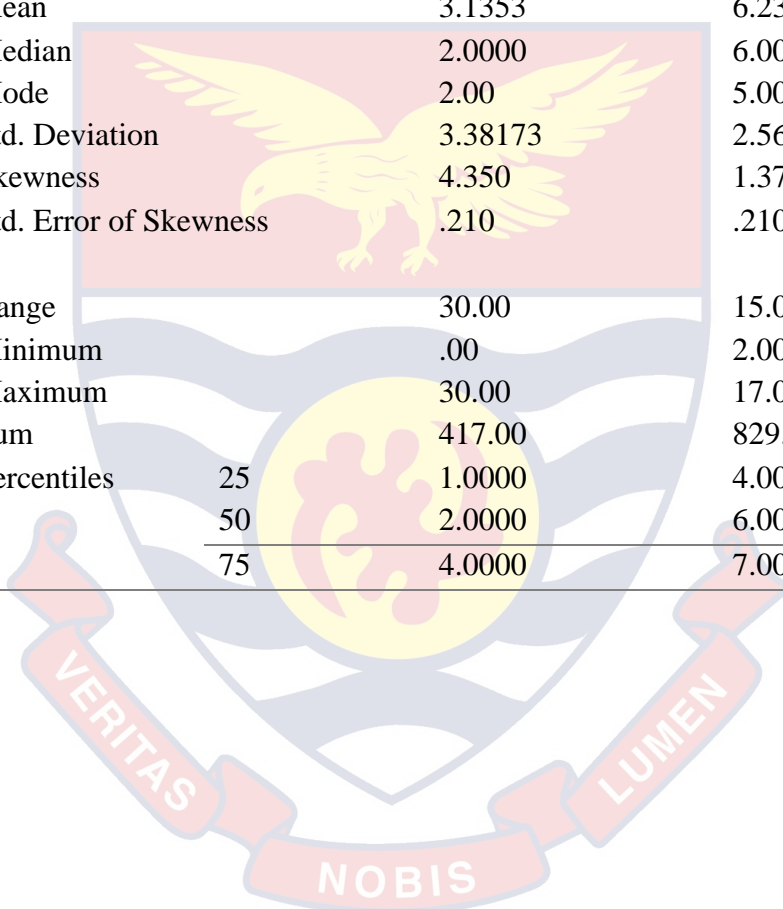 ean 3.1353 6.23
edian 2.0000 6.00
ode 2.00 5.00
td. Deviation 3.38173 2.56
kewness 4.350 1.37
td. Error of Skewness .210 .210
ange 30.00 15.0
inimum .00 2.00
aximum 30.00 17.0
um 417.00 829.
ercentiles 25 1.0000 4.00
50 2.0000 6.00
75 4.0000 7.00
VERITAS
NOBIS
LUMEN